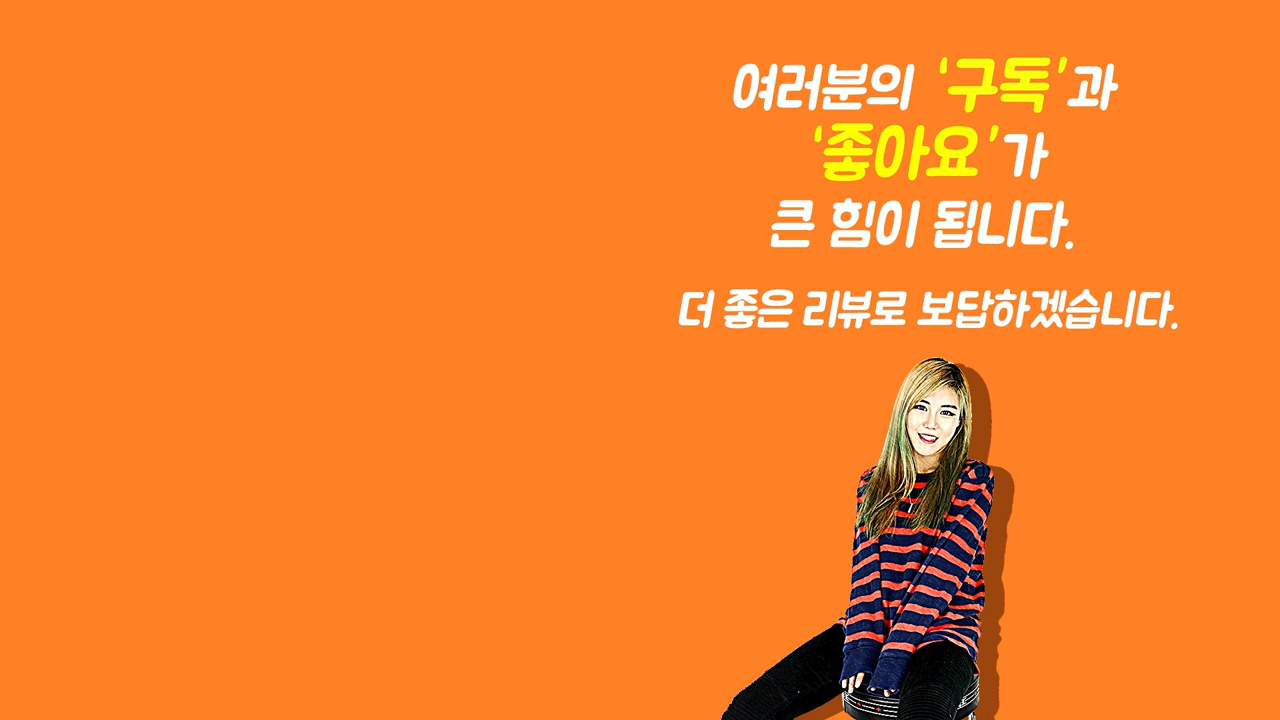 여러분의 ‘구독’과
‘좋아요’가
큰 힘이 됩니다.
더 좋은 리뷰로 보답하겠습니다.